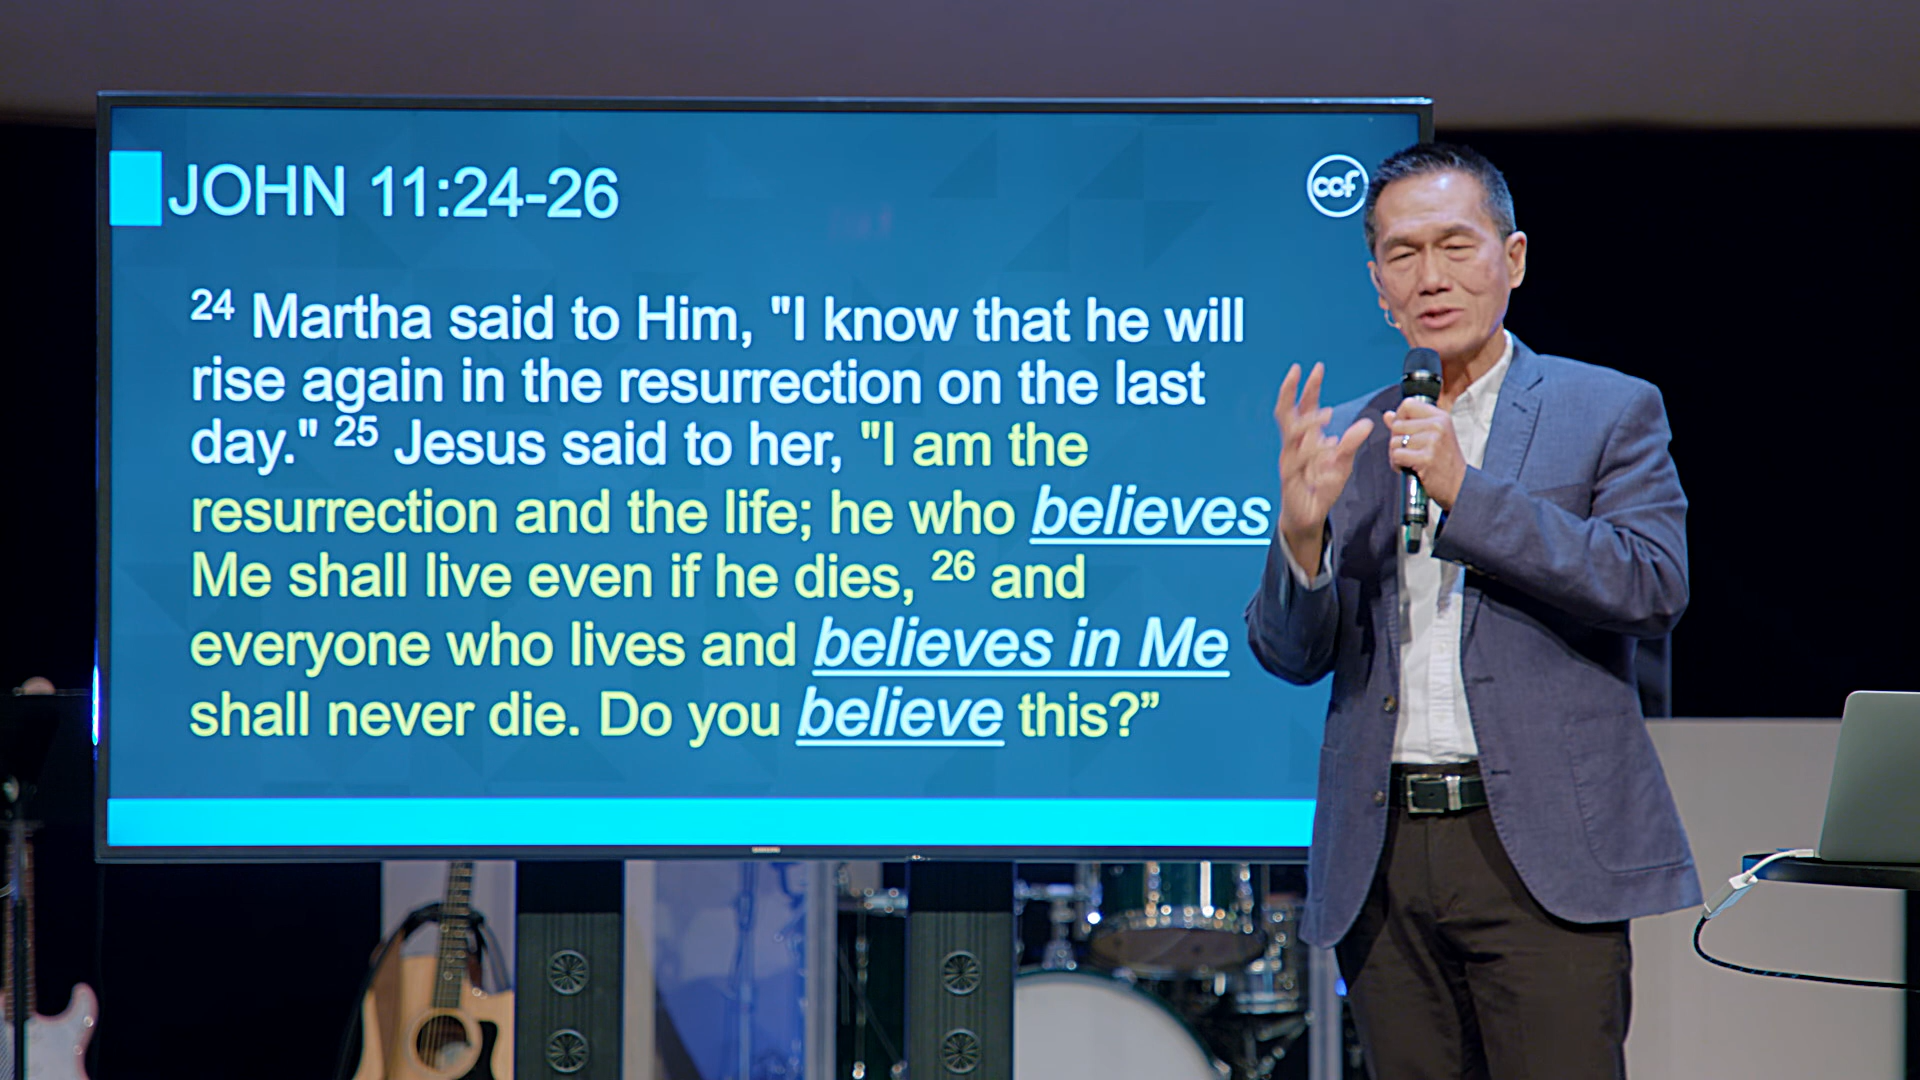 JOHN 11:24-26
ccf
24 Martha said to Him, "I know that he will
rise again in the resurrection on the last
day." 25 Jesus said to her, "I am the
resurrection and the life; he who believes
Me shall live even if he dies, 26 and
everyone who lives and believes in Me
shall never die. Do you believe this?”